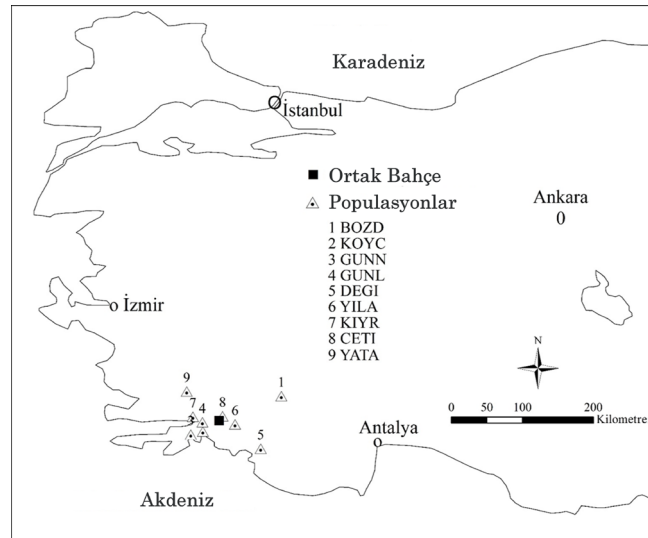 Karadeniz
İstanbul
Ortak Bahçe
Populasyonlar
1 BOZD
2 KOYC
3 GUNN
4 GUNL
5 DEGI
6 YILA
7 KIYR
8 CETI
9 YATA
Ankara
İzmir
N
0 50 100 200
Kilometre
9
1
7
4
8
6
5
Antalya
Akdeniz